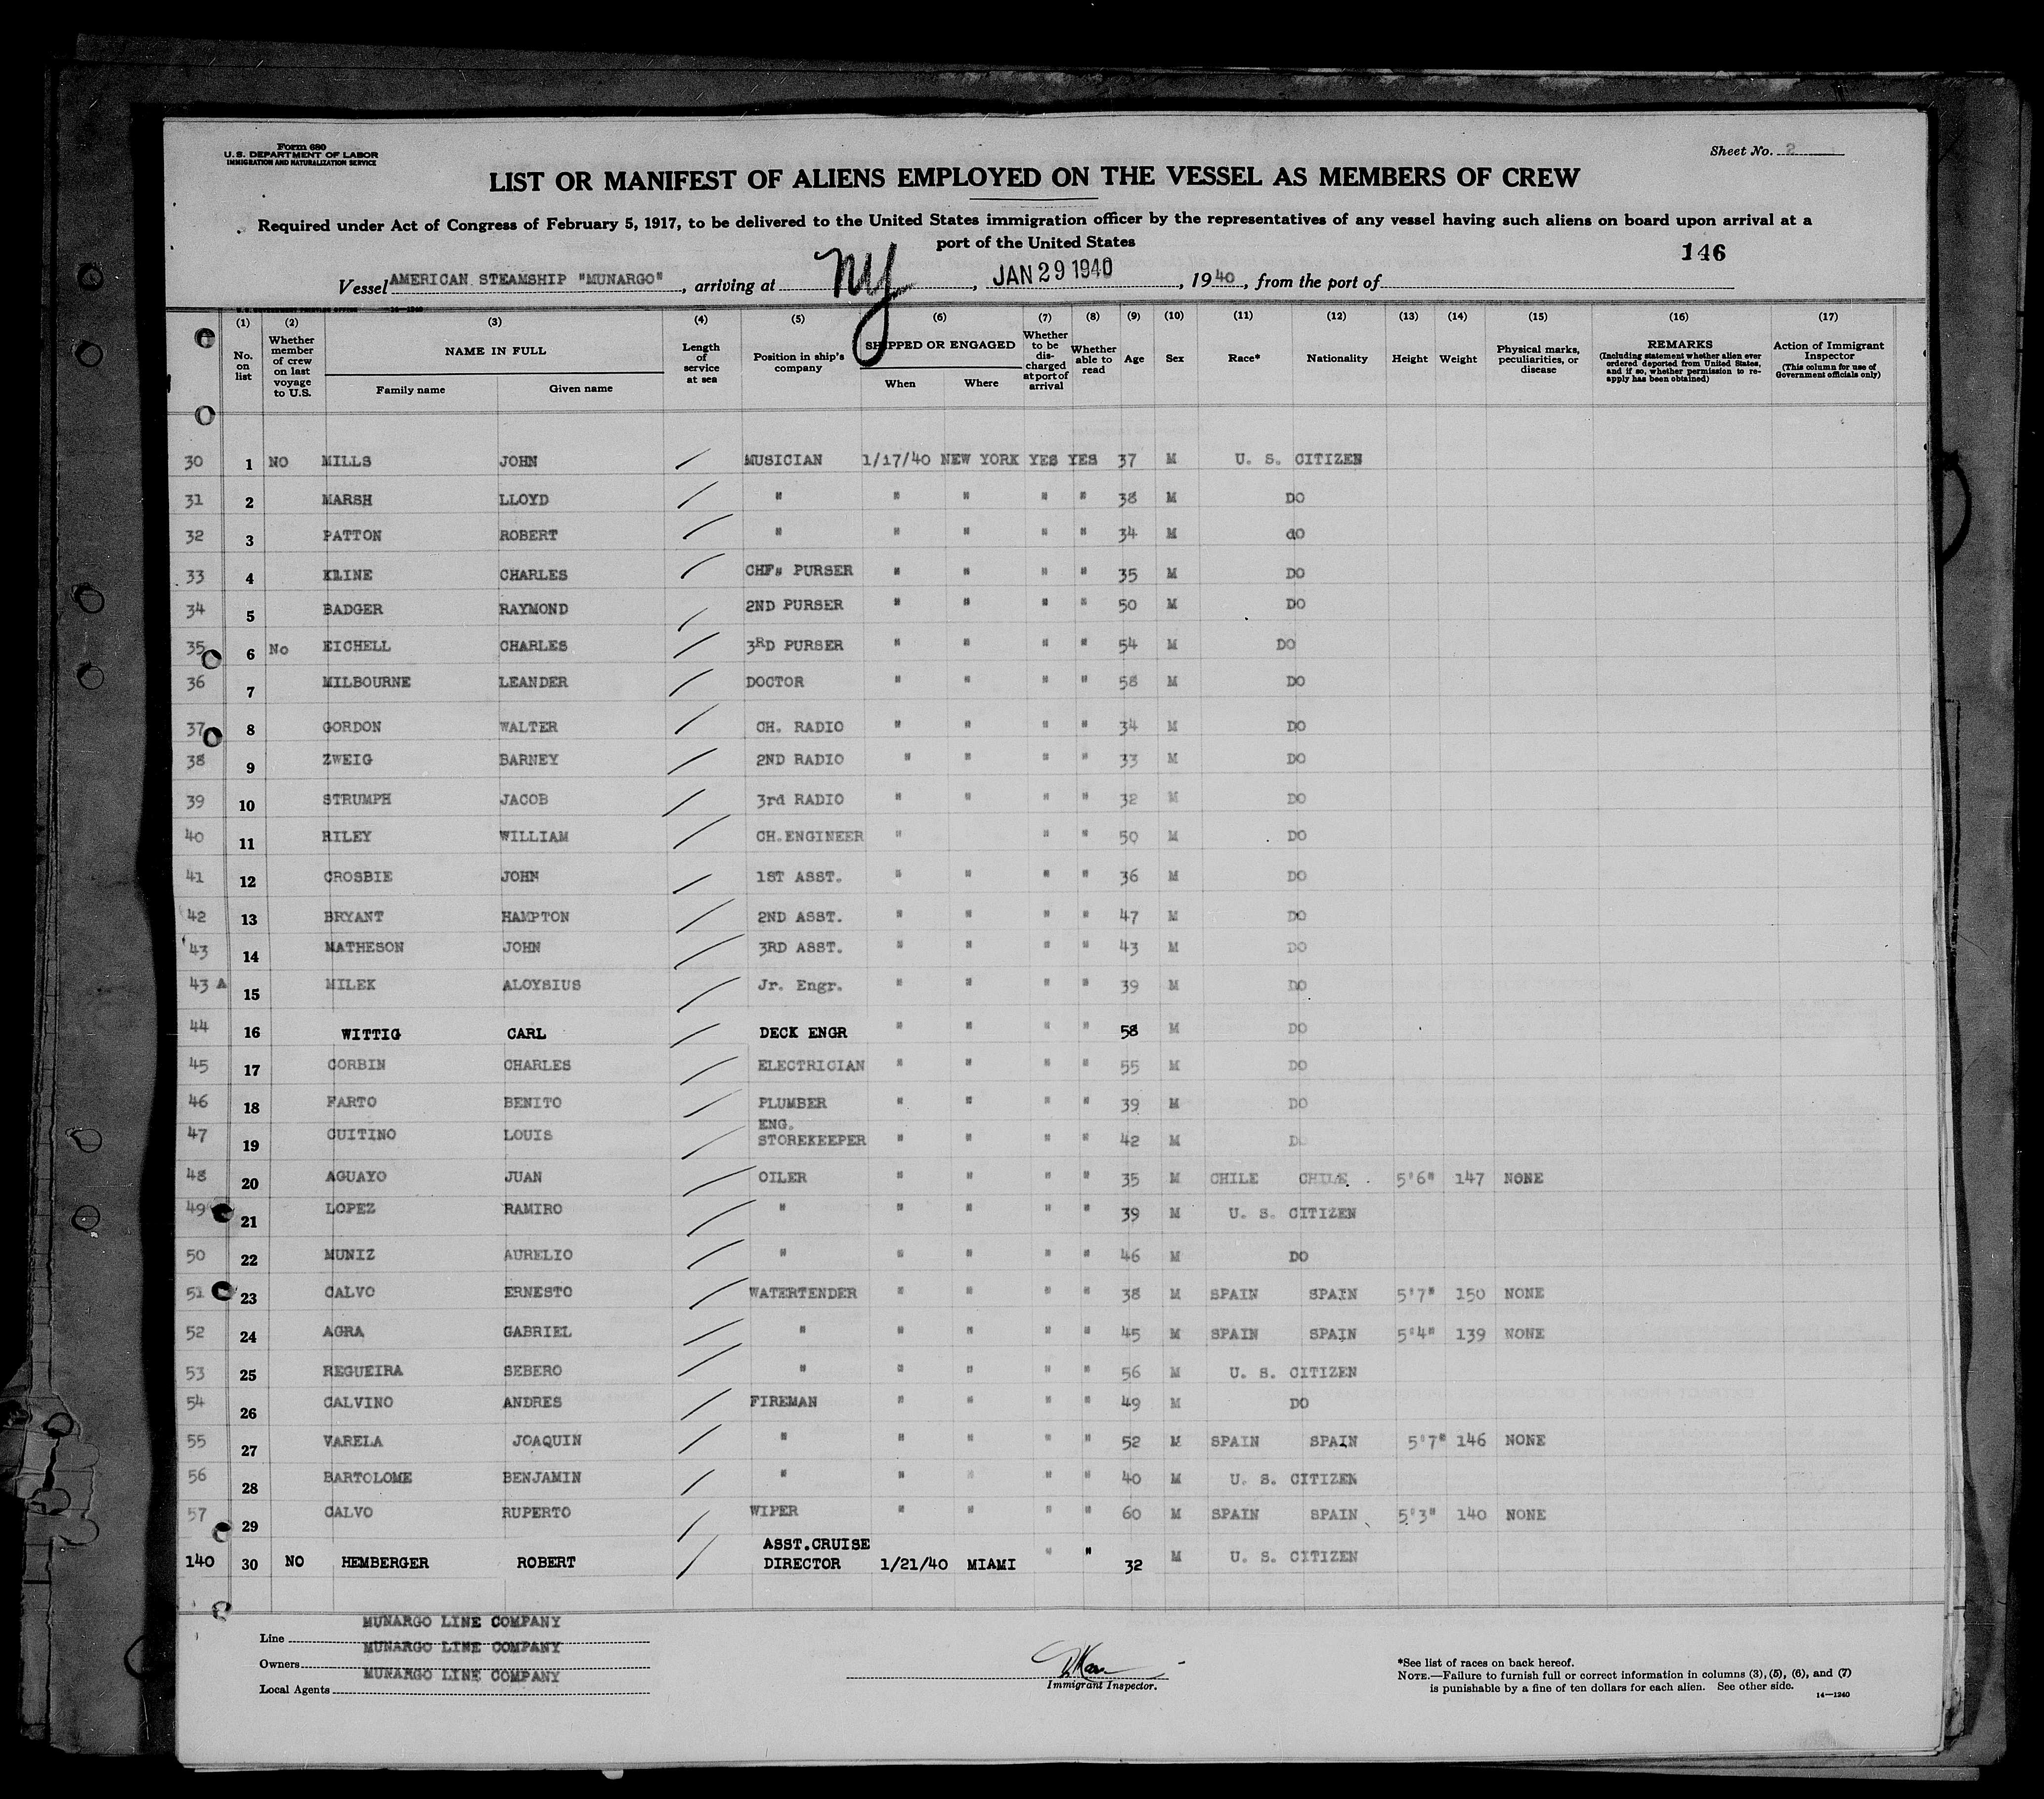 Form 680
U. S. DEPARTMENT OF LABOR
IMMIGRATION AND NATURALIZATION SERVICE
Sheet No. 2
LIST OR MANIFEST OF ALIENS EMPLOYED ON THE VESSEL AS MEMBERS OF CREW
Required under Act of Congress of February 5, 1917, to be delivered to the United States immigration officer by the representatives of any vessel having such aliens on board upon arrival at a
port of the United States
146
Vessel AMERICAN STEAMSHIP "MUNARGO", arriving at NY, JAN 29 1940, 1940, from the port of
(1) (2) (3) (4) (5) (6) (7) (8) (9) (10) (11) (12) (13) (14) (15) (16) (17)
No. on list
Whether member of crew on last voyage to U.S.
NAME IN FULL
Family name Given name
Length of service at sea
Position in ship's company
SHIPPED OR ENGAGED
When Where
Whether to be discharged at port of arrival
Whether able to read
Age Sex Race* Nationality Height Weight
Physical marks, peculiarities, or disease
REMARKS
(Including statement whether alien ever ordered deported from United States, and if so, whether permission to reapply has been obtained)
Action of Immigrant Inspector
(This column for use of Government officials only)
30 1 NO MILLS JOHN MUSICIAN 1/17/40 NEW YORK YES YES 37 M U. S. CITIZEN
31 2 MARSH LLOYD " " " " " 38 M DO
32 3 PATTON ROBERT " " " " " 34 M dO
33 4 KLINE CHARLES CHF. PURSER " " " " 35 M DO
34 5 BADGER RAYMOND 2ND PURSER " " " " 50 M DO
35 6 No EICHELL CHARLES 3RD PURSER " " " " 54 M DO
36 7 MILBOURNE LEANDER DOCTOR " " " " 58 M DO
37 8 GORDON WALTER CH. RADIO " " " " 34 M DO
38 9 ZWEIG BARNEY 2ND RADIO " " " " 33 M DO
39 10 STRUMPH JACOB 3rd RADIO " " " " 32 M DO
40 11 RILEY WILLIAM CH.ENGINEER " " " 50 M DO
41 12 CROSBIE JOHN 1ST ASST. " " " " 36 M DO
42 13 BRYANT HAMPTON 2ND ASST. " " " " 47 M DO
43 14 MATHESON JOHN 3RD ASST. " " " " 43 M DO
43 A 15 MILEK ALOYSIUS Jr. Engr. " " " " 39 M DO
44 16 WITTIG CARL DECK ENGR " " " " 58 M DO
45 17 CORBIN CHARLES ELECTRICIAN " " " " 55 M DO
46 18 FARTO BENITO PLUMBER " " " " 39 M DO
47 19 GUITINO LOUIS ENG. STOREKEEPER " " " " 42 M DO
48 20 AGUAYO JUAN OILER " " " " 35 M CHILE CHILE 5'6" 147 NONE
49 21 LOPEZ RAMIRO " " " " " 39 M U. S. CITIZEN
50 22 MUNIZ AURELIO " " " " " 46 M DO
51 23 CALVO ERNESTO WATERTENDER " " " " 38 M SPAIN SPAIN 5'7" 150 NONE
52 24 AGRA GABRIEL " " " " " 45 M SPAIN SPAIN 5'4" 139 NONE
53 25 REGUEIRA SEBERO " " " " " 56 M U. S. CITIZEN
54 26 CALVINO ANDRES FIREMAN " " " " 49 M DO
55 27 VARELA JOAQUIN " " " " " 52 M SPAIN SPAIN 5'7" 146 NONE
56 28 BARTOLOME BENJAMIN " " " " " 40 M U. S. CITIZEN
57 29 CALVO RUPERTO WIPER " " " " 60 M SPAIN SPAIN 5'3" 140 NONE
140 30 NO HEMBERGER ROBERT ASST.CRUISE DIRECTOR 1/21/40 MIAMI " " 32 M U. S. CITIZEN
Line MUNARGO LINE COMPANY
Owners MUNARGO LINE COMPANY
Local Agents MUNARGO LINE COMPANY
Immigrant Inspector.
*See list of races on back hereof.
NOTE.—Failure to furnish full or correct information in columns (3), (5), (6), and (7)
is punishable by a fine of ten dollars for each alien. See other side.
14—1240